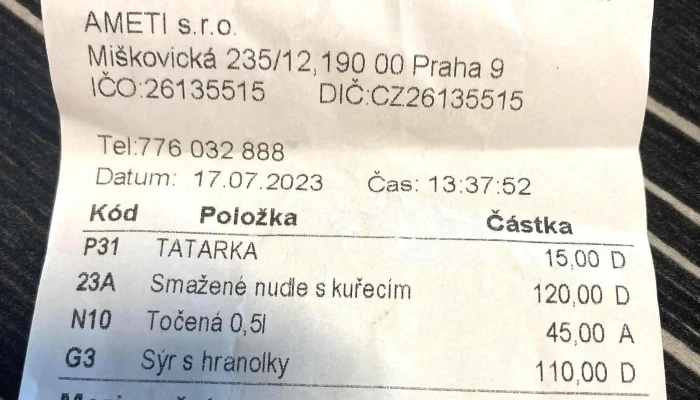 AMETI s.r.o.
Miškovická 235/12,190 00 Praha 9
IČO:26135515 DIČ:CZ26135515
Tel:776 032 888
Datum: 17.07.2023 Čas: 13:37:52
Kód Položka Částka
P31 TATARKA 15,00 D
23A Smažené nudle s kuřecím 120,00 D
N10 Točená 0,5l 45,00 A
G3 Sýr s hranolky 110,00 D